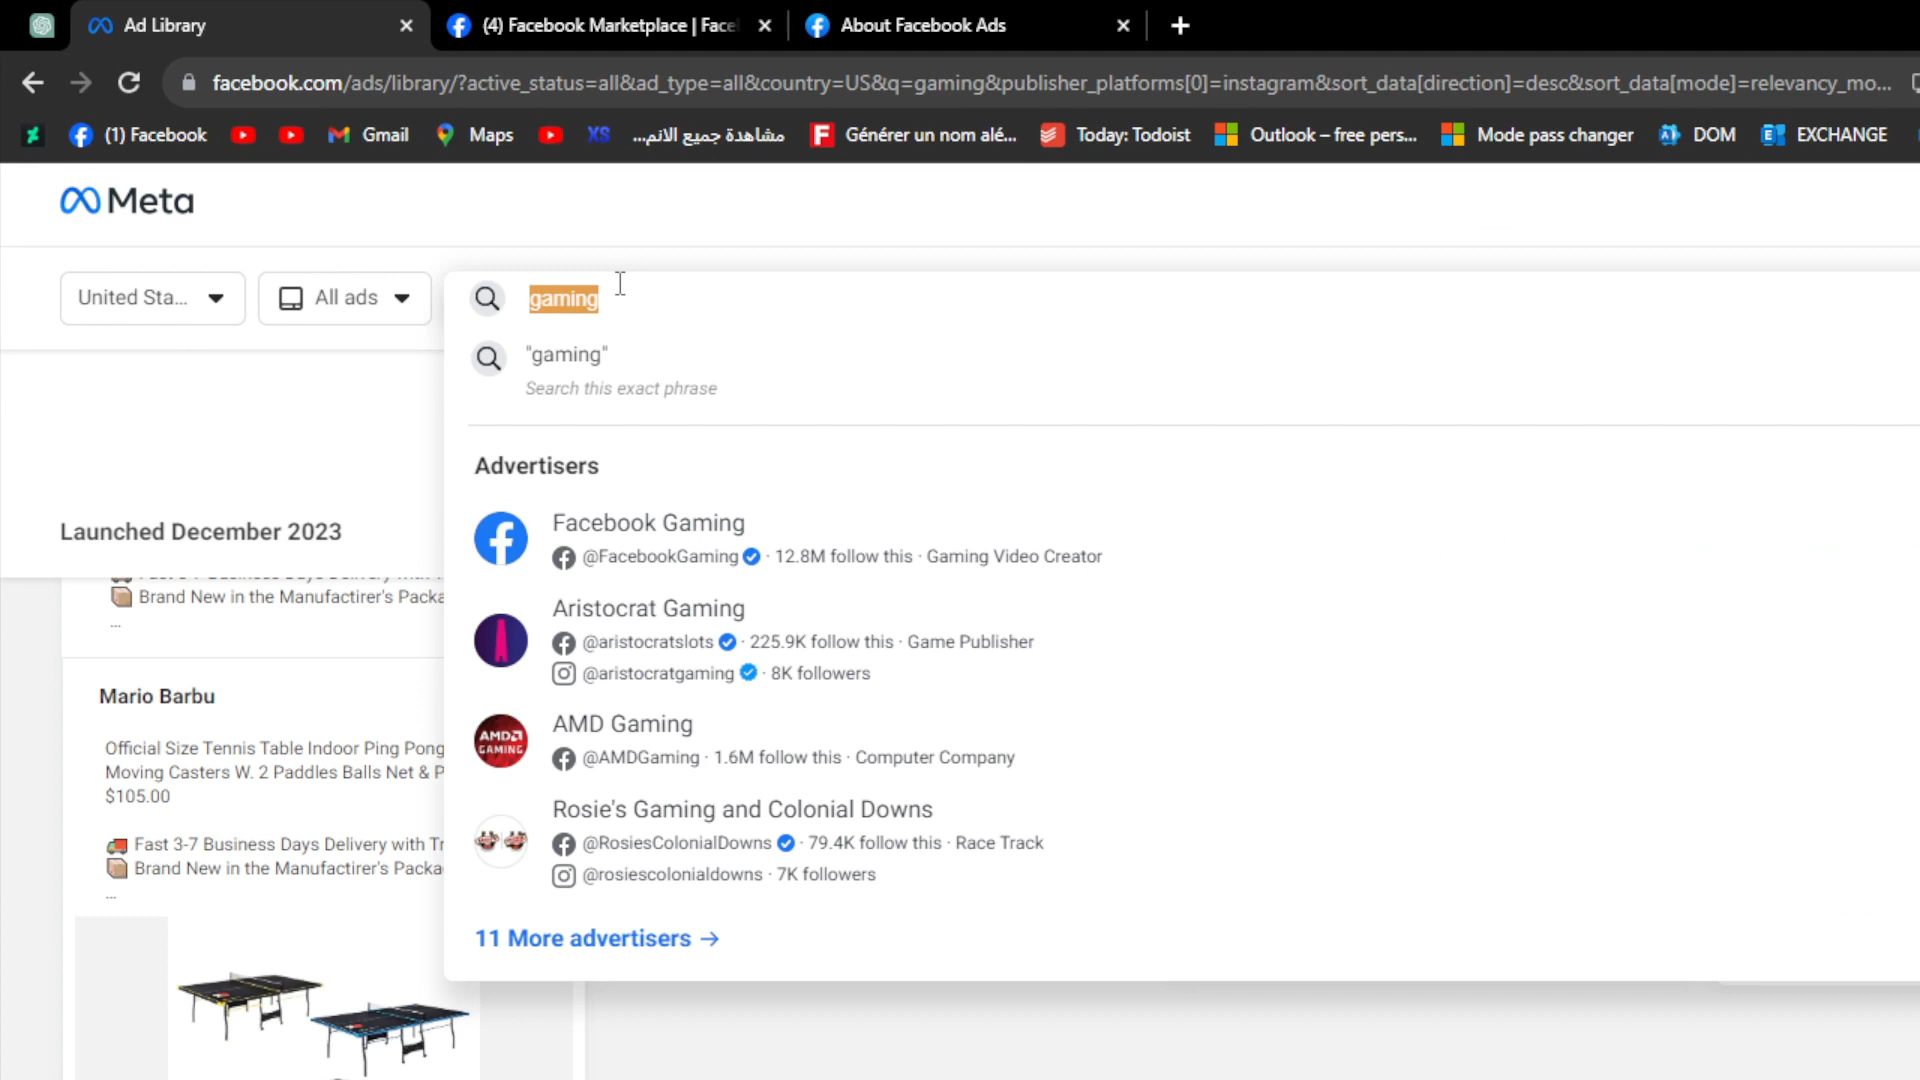 Ad Library
(4) Facebook Marketplace | Face
About Facebook Ads
facebook.com/ads/library/?active_status=all&ad_type=all&country=US&q=gaming&publisher_platforms[0]=instagram&sort_data[direction]=desc&sort_data[mode]=relevancy_mo...
(1) Facebook
Gmail
Maps
XS
مشاهدة جميع الانم...
Générer un nom alé...
Today: Todoist
Outlook – free pers...
Mode pass changer
DOM
EXCHANGE
Meta
United Sta...
All ads
gaming
"gaming"
Search this exact phrase
Advertisers
Facebook Gaming
@FacebookGaming · 12.8M follow this · Gaming Video Creator
Aristocrat Gaming
@aristocratslots · 225.9K follow this · Game Publisher
@aristocratgaming · 8K followers
AMD GAMING
AMD Gaming
@AMDGaming · 1.6M follow this · Computer Company
Rosie's Gaming and Colonial Downs
@RosiesColonialDowns · 79.4K follow this · Race Track
@rosiescolonialdowns · 7K followers
11 More advertisers →
Launched December 2023
Brand New in the Manufactirer's Packa
...
Mario Barbu
Official Size Tennis Table Indoor Ping Pong
Moving Casters W. 2 Paddles Balls Net & P
$105.00
Fast 3-7 Business Days Delivery with Tr
Brand New in the Manufactirer's Packa
...